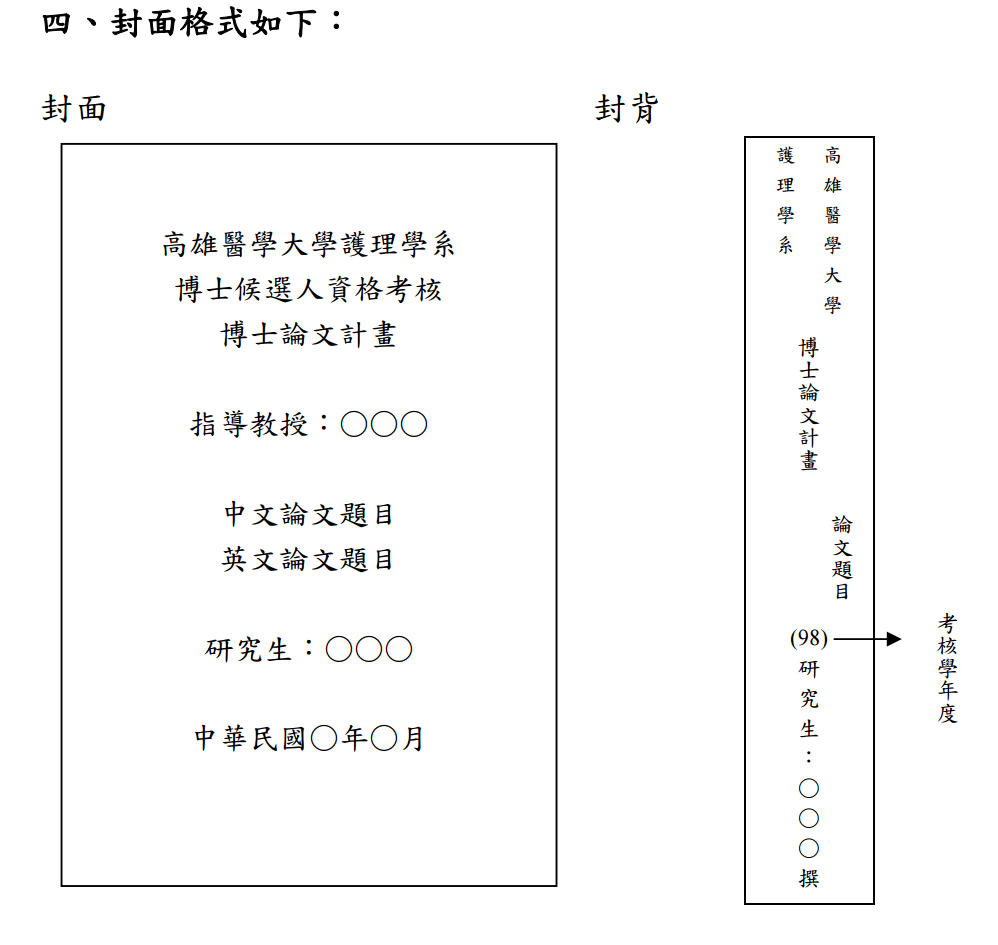 四、封面格式如下：
封面
高雄醫學大學護理學系
博士候選人資格考核
博士論文計畫
指導教授：○○○
中文論文題目
英文論文題目
研究生：○○○
中華民國○年○月
封背
高雄醫學大學
護理學系
博士論文計畫
論文題目
(98)
研究生：○○○撰
考核學年度